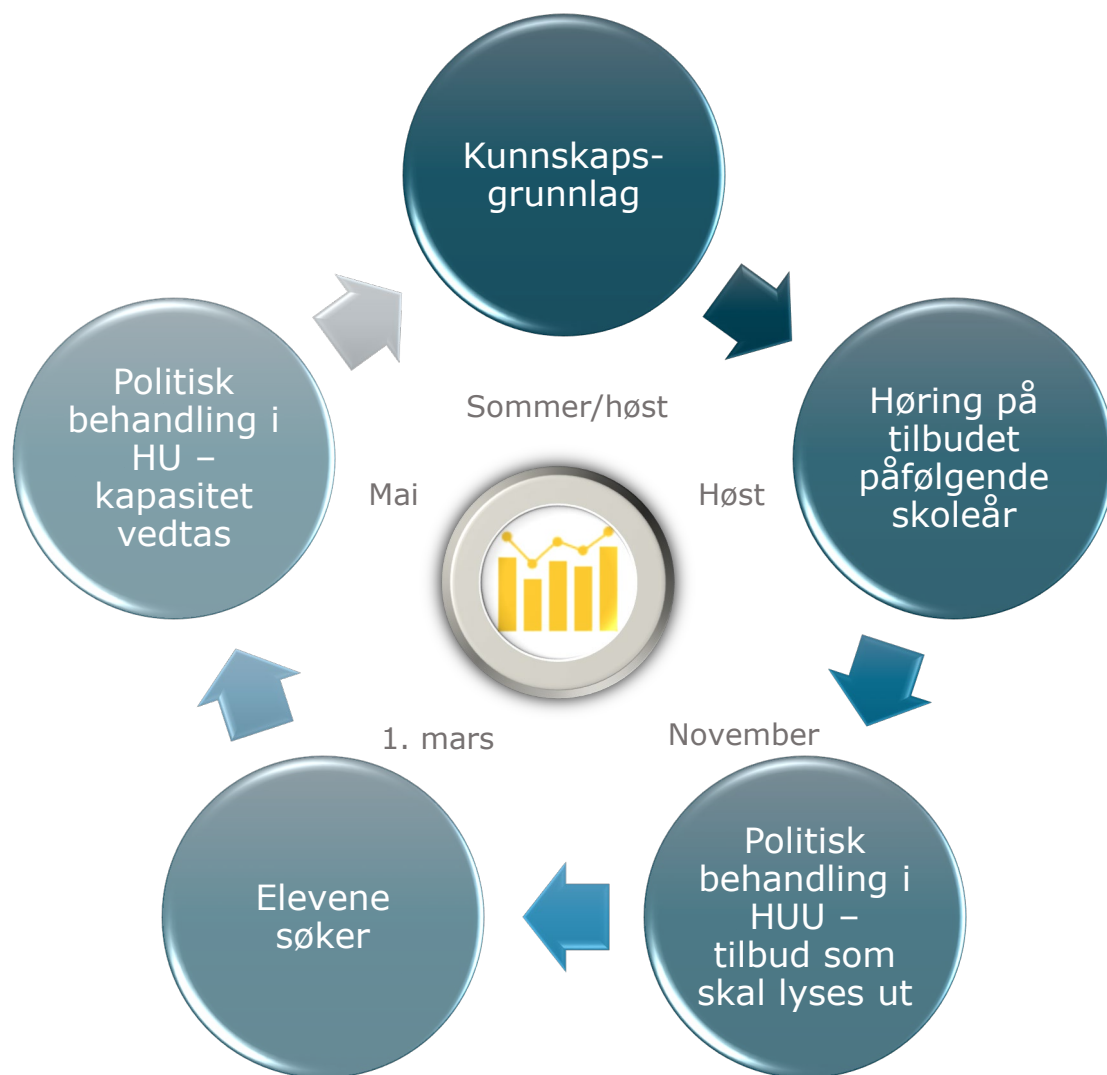 Kunnskaps-
grunnlag
Sommer/høst
Høring på
tilbudet
påfølgende
skoleår
Høst
Politisk
behandling i
HUU –
tilbud som
skal lyses ut
November
Elevene
søker
1. mars
Politisk
behandling i
HU –
kapasitet
vedtas
Mai